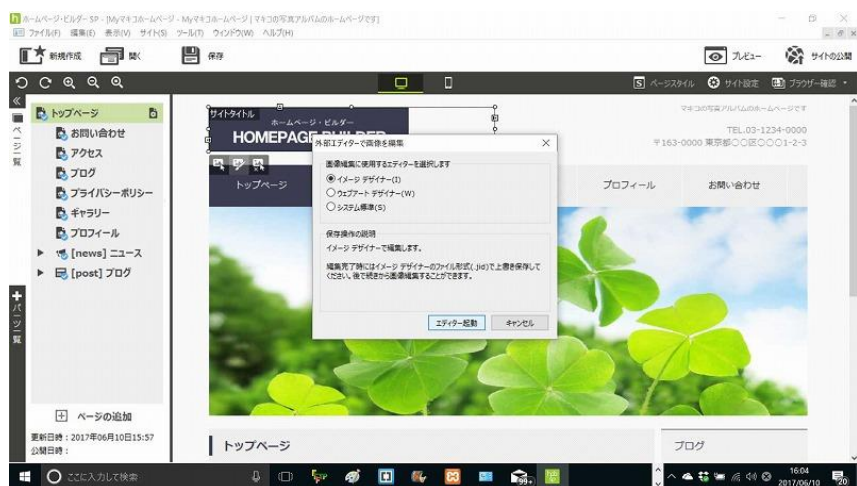 ホームページ・ビルダー SP - [Myマキコホームページ - Myマキコホームページ | マキコの写真アルバムのホームページです]
ファイル(F) 編集(E) 表示(V) サイト(S) ツール(T) ウィンドウ(W) ヘルプ(H)
新規作成 開く 保存 プレビュー サイトの公開
ページスタイル サイト設定 ブラウザー確認
ページ一覧
トップページ
お問い合わせ
アクセス
ブログ
プライバシーポリシー
ギャラリー
プロフィール
[news] ニュース
[post] ブログ
パーツ一覧
ページの追加
更新日時：2017年06月10日15:57
公開日時：
サイトタイトル
ホームページ・ビルダー
HOMEPAGE BUILDER
マキコの写真アルバムのホームページです
TEL.03-1234-0000
〒163-0000 東京都〇〇区〇〇〇1-2-3
トップページ プロフィール お問い合わせ
外部エディターで画像を編集
画像編集に使用するエディターを選択します
イメージ デザイナー(I)
ウェブアート デザイナー(W)
システム標準(S)
保存操作の説明
イメージ デザイナーで編集します。
編集完了時にはイメージ デザイナーのファイル形式(.jid)で上書き保存して
ください。後で続きから画像編集することができます。
エディター起動 キャンセル
トップページ
ブログ
ここに入力して検索
99+
16:04
2017/06/10
20